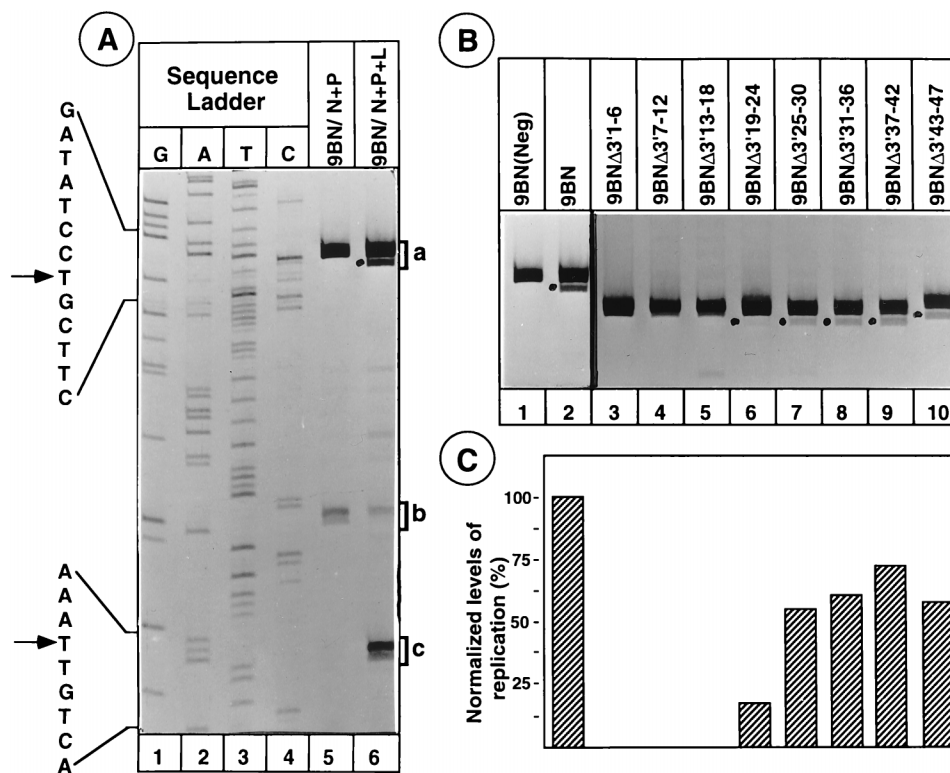 A
Sequence
Ladder
9BN/ N+P
9BN/ N+P+L
G
A
T
C
G
A
T
A
T
C
C
T
G
C
T
T
C
A
A
A
T
T
G
T
C
A
a
b
c
1
2
3
4
5
6
B
9BN(Neg)
9BN
9BNΔ3'1-6
9BNΔ3'7-12
9BNΔ3'13-18
9BNΔ3'19-24
9BNΔ3'25-30
9BNΔ3'31-36
9BNΔ3'37-42
9BNΔ3'43-47
1
2
3
4
5
6
7
8
9
10
C
Normalized levels of
replication (%)
100-
75-
50-
25-